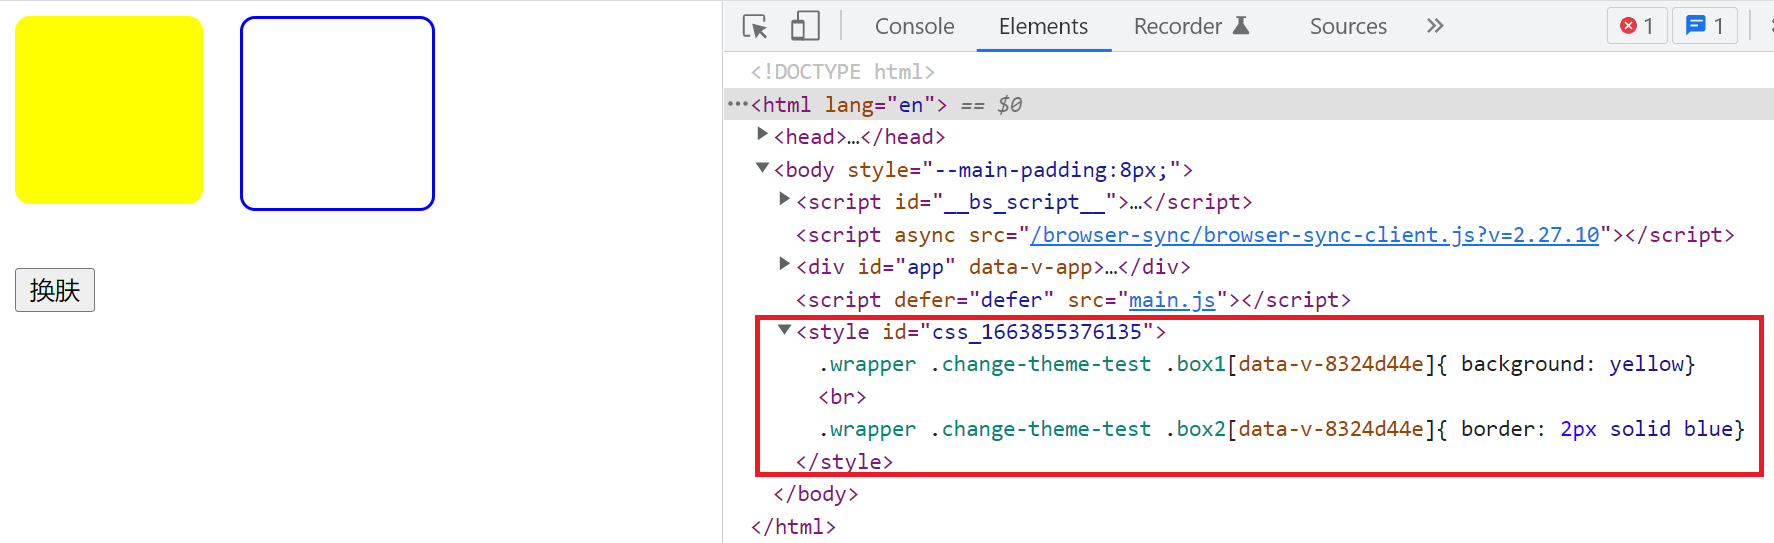 换肤
Console Elements Recorder Sources » 1 1
<!DOCTYPE html>
…<html lang="en"> == $0
<head>…</head>
<body style="--main-padding:8px;">
<script id="__bs_script__">…</script>
<script async src="/browser-sync/browser-sync-client.js?v=2.27.10"></script>
<div id="app" data-v-app>…</div>
<script defer="defer" src="main.js"></script>
<style id="css_1663855376135">
.wrapper .change-theme-test .box1[data-v-8324d44e]{ background: yellow}
<br>
.wrapper .change-theme-test .box2[data-v-8324d44e]{ border: 2px solid blue}
</style>
</body>
</html>